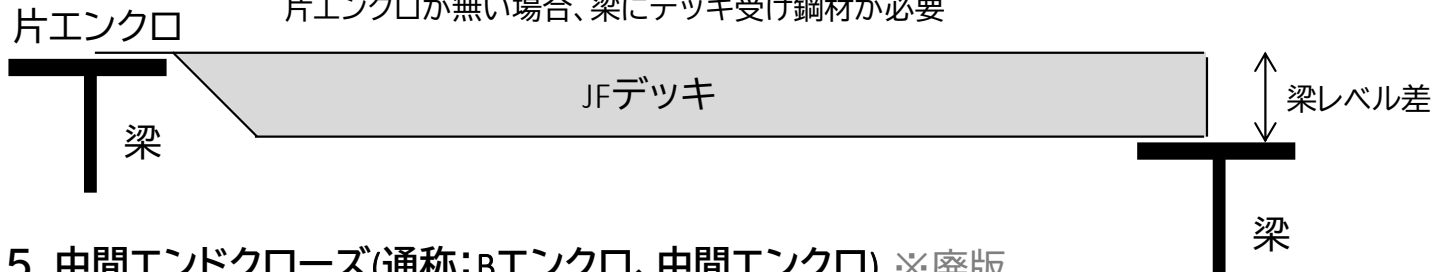 片エンクロが無い場合、梁にデッキ受け鋼材が必要
片エンクロ
JFデッキ
梁レベル差
梁
梁
5. 中間エンドクローズ(通称：Bエンクロ、中間エンクロ) ※廃版